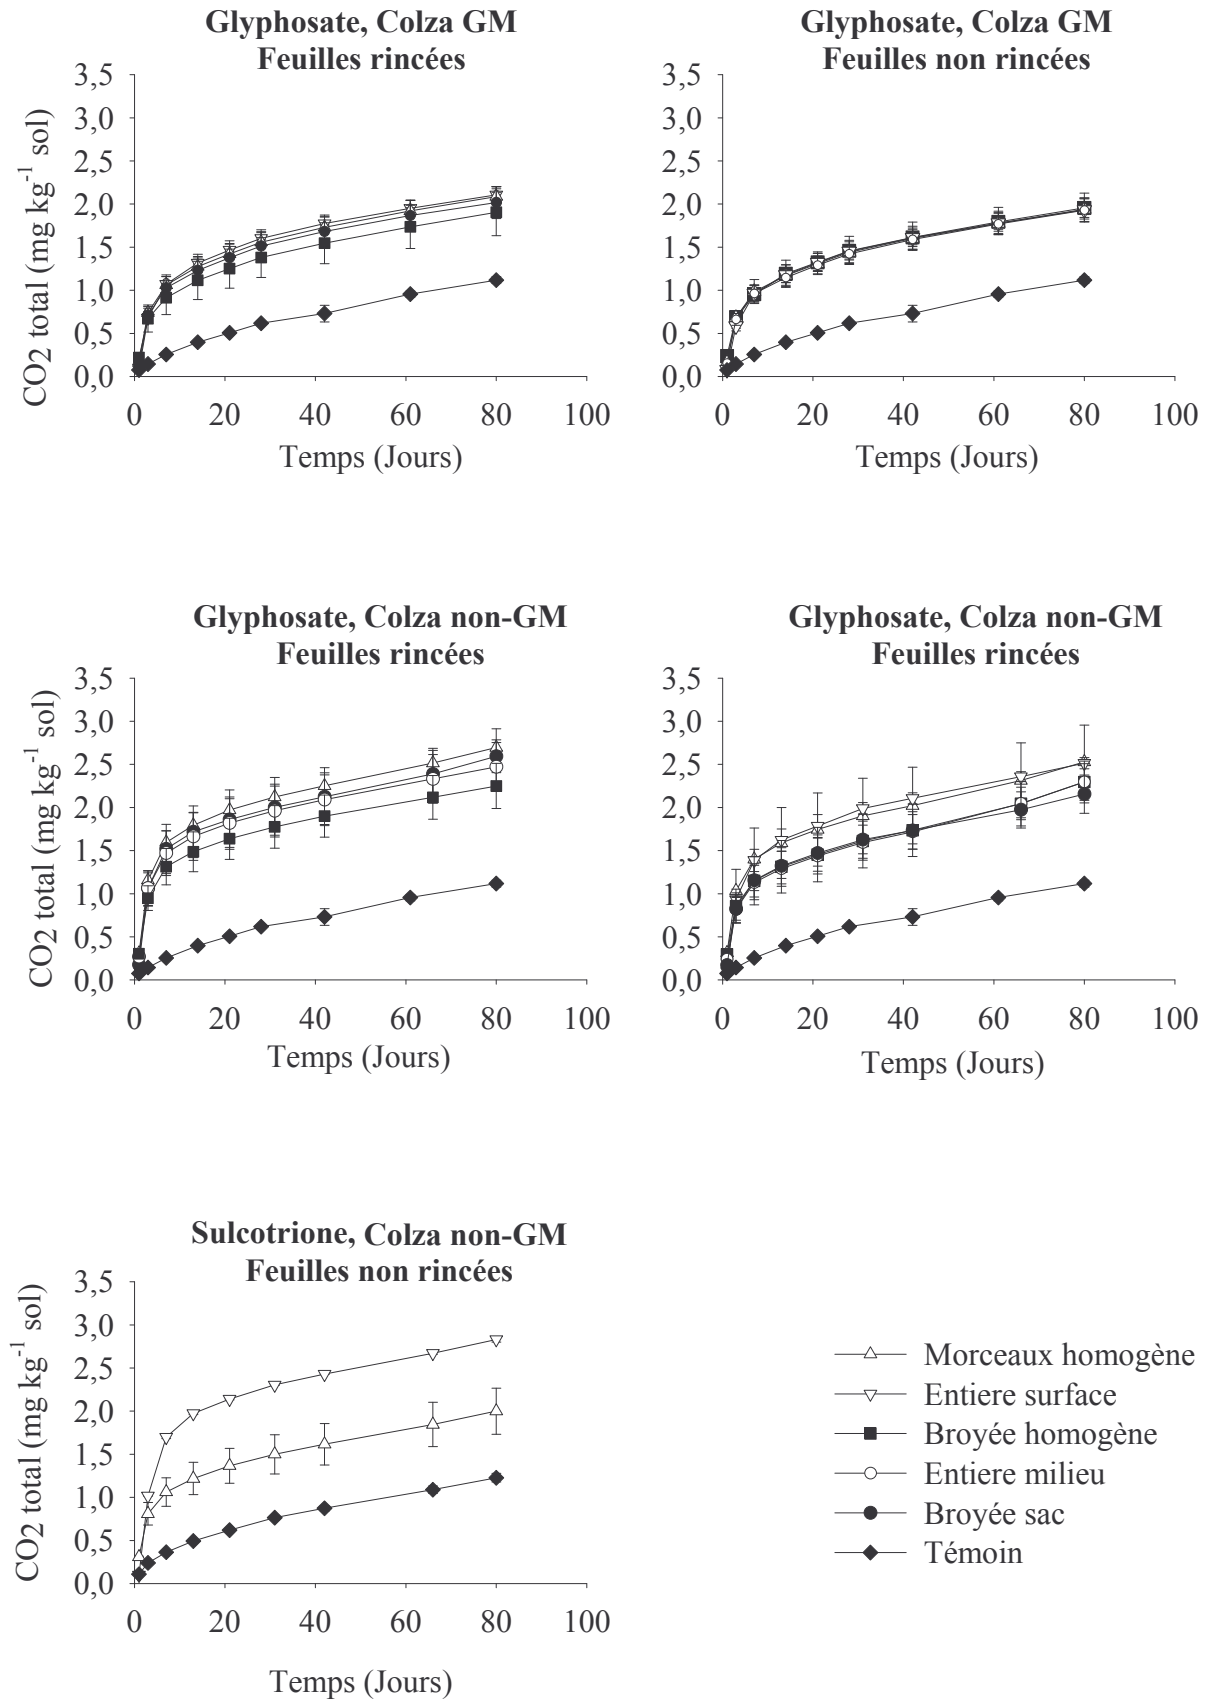 Glyphosate, Colza GM
Feuilles rincées
3,5
3,0
2,5
2,0
1,5
1,0
0,5
0,0
CO2 total (mg kg-1 sol)
0 20 40 60 80 100
Temps (Jours)
Glyphosate, Colza GM
Feuilles non rincées
3,5
3,0
2,5
2,0
1,5
1,0
0,5
0,0
0 20 40 60 80 100
Temps (Jours)
Glyphosate, Colza non-GM
Feuilles rincées
3,5
3,0
2,5
2,0
1,5
1,0
0,5
0,0
CO2 total (mg kg-1 sol)
0 20 40 60 80 100
Temps (Jours)
Glyphosate, Colza non-GM
Feuilles rincées
3,5
3,0
2,5
2,0
1,5
1,0
0,5
0,0
0 20 40 60 80 100
Temps (Jours)
Sulcotrione, Colza non-GM
Feuilles non rincées
3,5
3,0
2,5
2,0
1,5
1,0
0,5
0,0
CO2 total (mg kg-1 sol)
0 20 40 60 80 100
Temps (Jours)
Morceaux homogène
Entiere surface
Broyée homogène
Entiere milieu
Broyée sac
Témoin